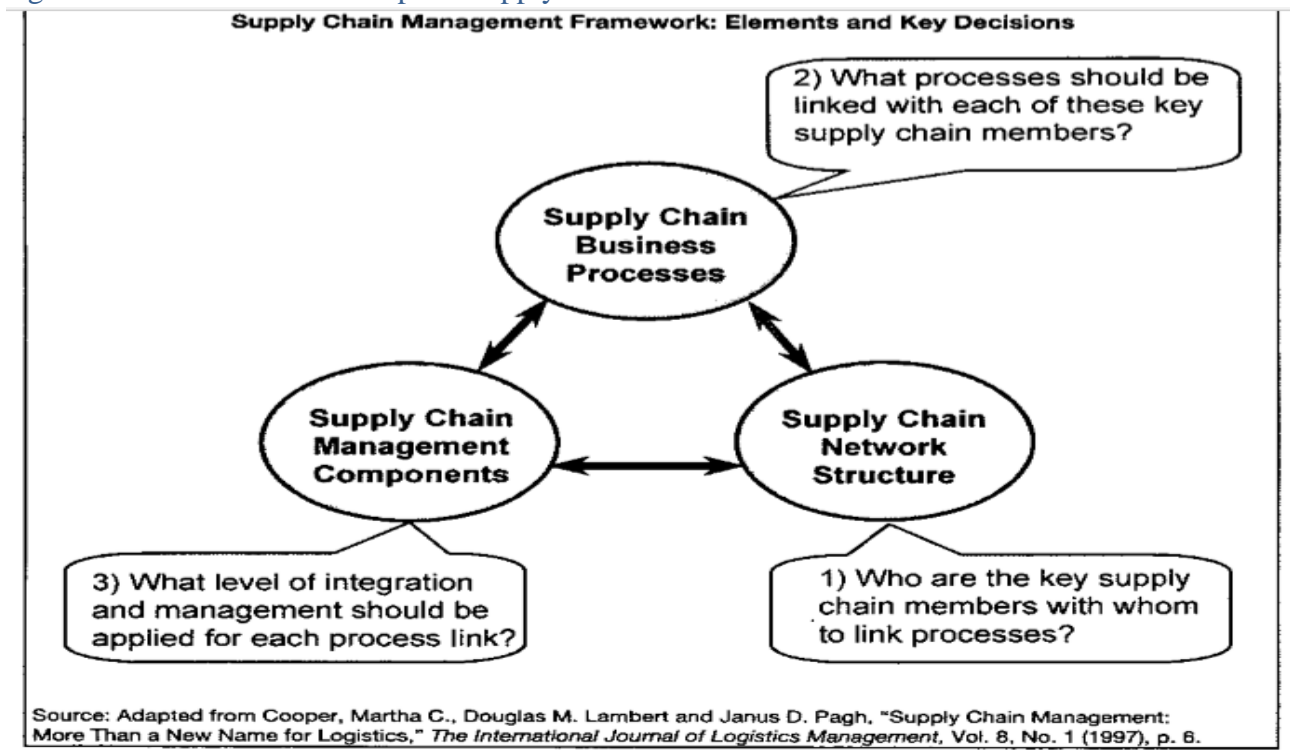 Supply Chain Management Framework: Elements and Key Decisions
2) What processes should be
linked with each of these key
supply chain members?
Supply Chain
Business
Processes
Supply Chain
Management
Components
Supply Chain
Network
Structure
3) What level of integration
and management should be
applied for each process link?
1) Who are the key supply
chain members with whom
to link processes?
Source: Adapted from Cooper, Martha C., Douglas M. Lambert and Janus D. Pagh, "Supply Chain Management:
More Than a New Name for Logistics," The International Journal of Logistics Management, Vol. 8, No. 1 (1997), p. 6.